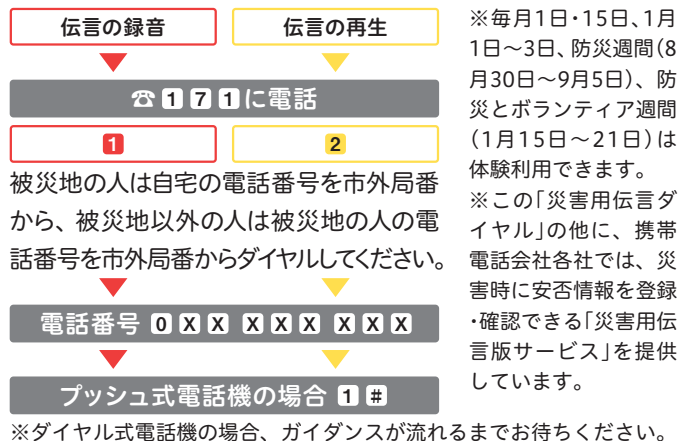 伝言の録音 伝言の再生
☎171に電話
1 2
被災地の人は自宅の電話番号を市外局番
から、被災地以外の人は被災地の人の電
話番号を市外局番からダイヤルしてください。
電話番号 0XX XXX XXX
プッシュ式電話機の場合 1#
※ダイヤル式電話機の場合、ガイダンスが流れるまでお待ちください。
※毎月1日・15日、1月
1日～3日、防災週間(8
月30日～9月5日)、防
災とボランティア週間
(1月15日～21日)は
体験利用できます。
※この「災害用伝言ダ
イヤル」の他に、携帯
電話会社各社では、災
害時に安否情報を登録
・確認できる「災害用伝
言版サービス」を提供
しています。